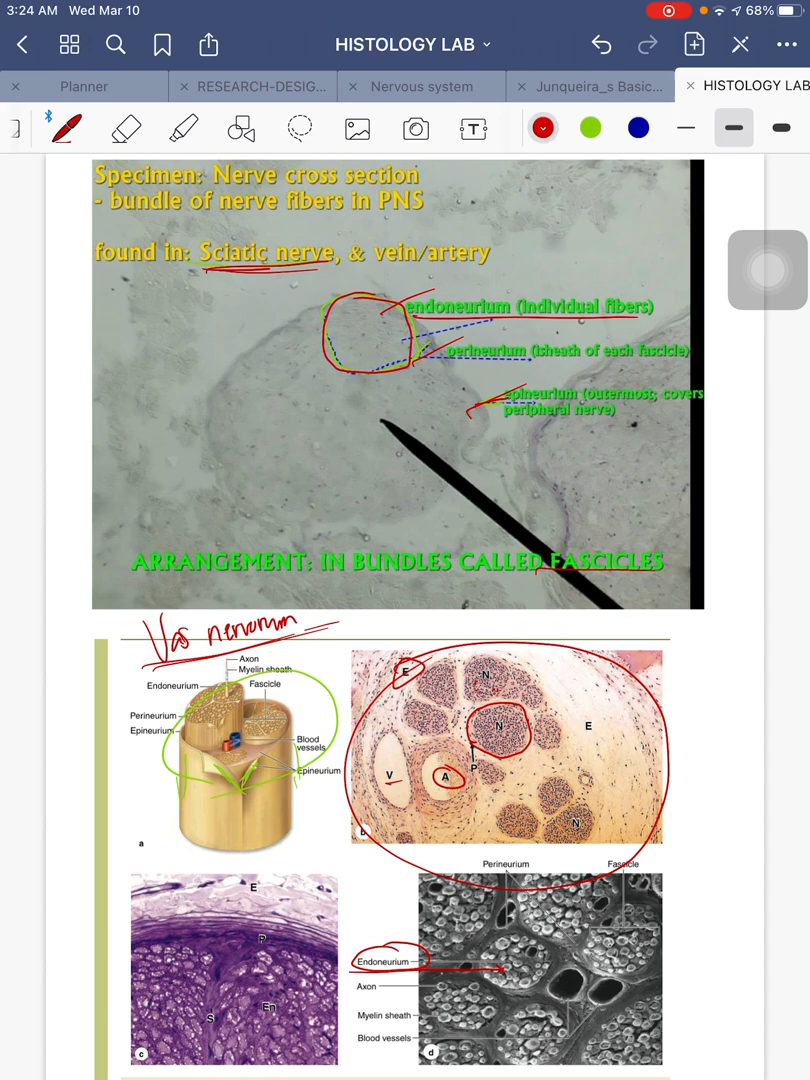 3:24 AM Wed Mar 10
68%
HISTOLOGY LAB
Planner
RESEARCH-DESIG...
Nervous system
Junqueira_s Basic...
HISTOLOGY LAB
T
Specimen: Nerve cross section
- bundle of nerve fibers in PNS
found in: Sciatic nerve, & vein/artery
endoneurium (individual fibers)
perineurium (isheath of each fascicle)
epineurium (outermost; covers
peripheral nerve)
ARRANGEMENT: IN BUNDLES CALLED FASCICLES
Vas nervorum
Axon
Myelin sheath
Endoneurium
Fascicle
Perineurium
Epineurium
Blood
vessels
Epineurium
a
E
N
N
E
P
V
A
N
b
E
P
En
S
c
Perineurium
Fascicle
Endoneurium
Axon
Myelin sheath
Blood vessels
d